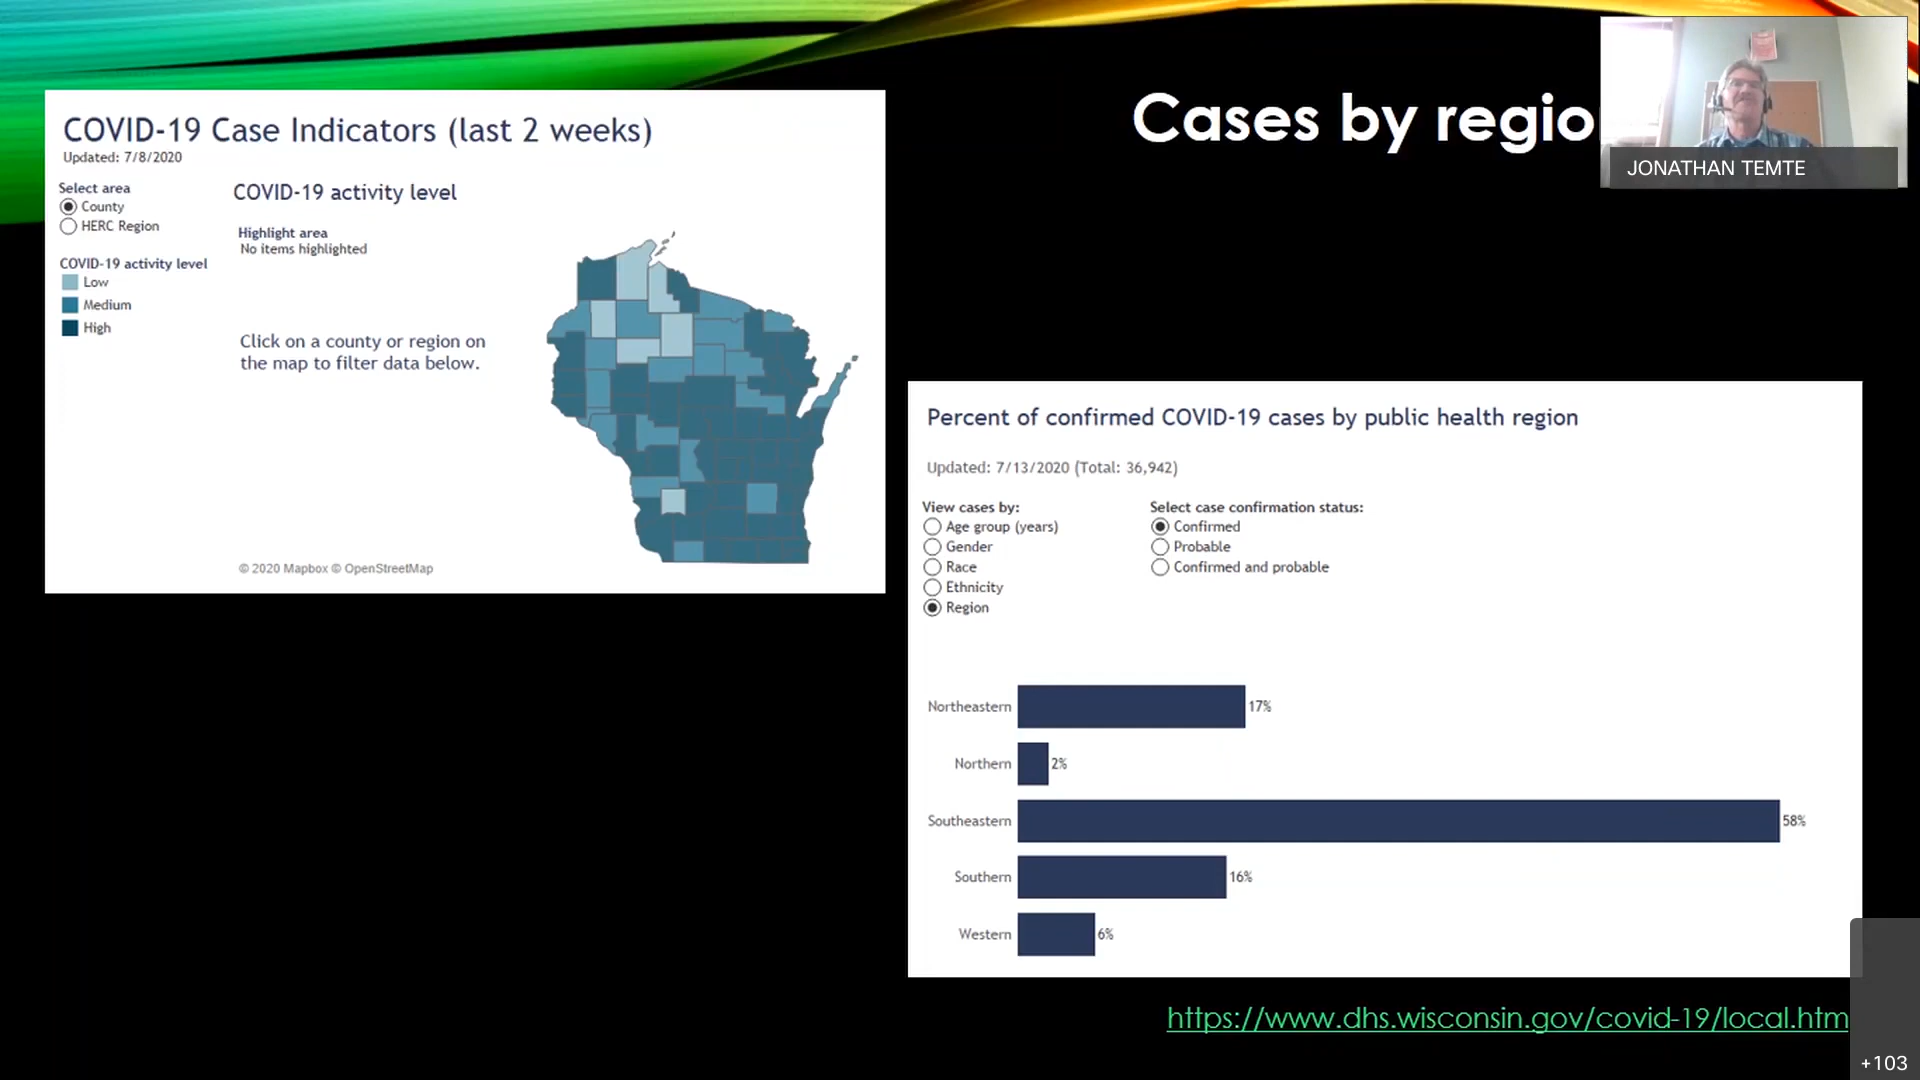 Cases by regio
JONATHAN TEMTE
COVID-19 Case Indicators (last 2 weeks)
Updated: 7/8/2020
Select area
County
HERC Region
COVID-19 activity level
Low
Medium
High
COVID-19 activity level
Highlight area
No items highlighted
Click on a county or region on
the map to filter data below.
© 2020 Mapbox © OpenStreetMap
Percent of confirmed COVID-19 cases by public health region
Updated: 7/13/2020 (Total: 36,942)
View cases by:
Age group (years)
Gender
Race
Ethnicity
Region
Select case confirmation status:
Confirmed
Probable
Confirmed and probable
Northeastern 17%
Northern 2%
Southeastern 58%
Southern 16%
Western 6%
https://www.dhs.wisconsin.gov/covid-19/local.htm
+103